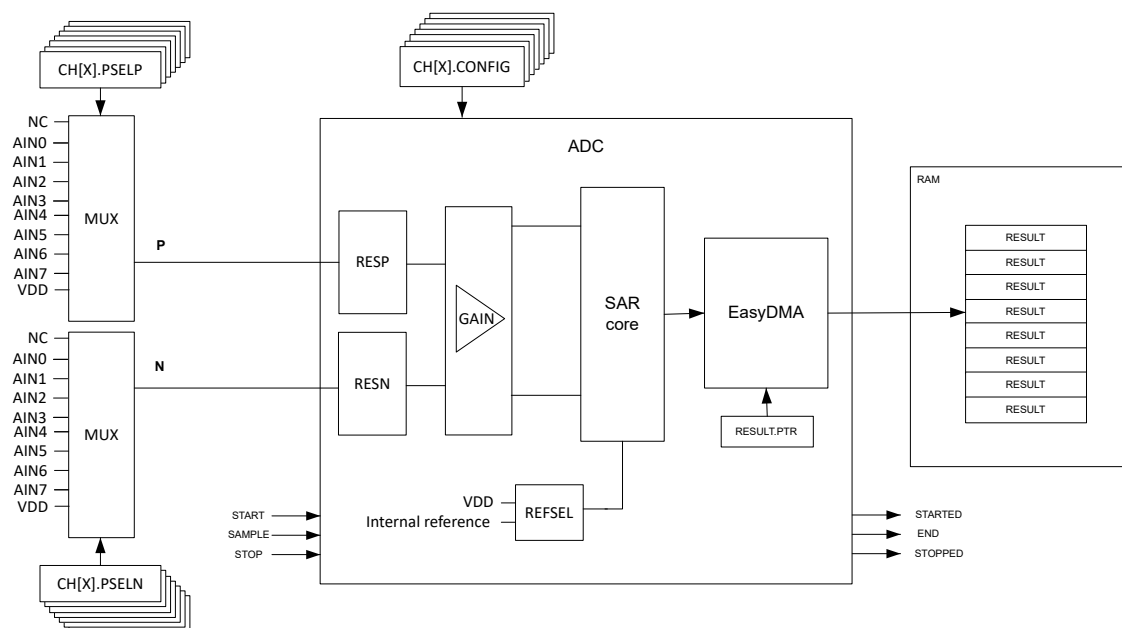 CH[X].PSELP
CH[X].CONFIG
NC
AIN0
AIN1
AIN2
AIN3
AIN4
AIN5
AIN6
AIN7
VDD
MUX
P
NC
AIN0
AIN1
AIN2
AIN3
AIN4
AIN5
AIN6
AIN7
VDD
MUX
N
CH[X].PSELN
ADC
RESP
RESN
GAIN
SAR
core
EasyDMA
RESULT.PTR
VDD
Internal reference
REFSEL
START
SAMPLE
STOP
STARTED
END
STOPPED
RAM
RESULT
RESULT
RESULT
RESULT
RESULT
RESULT
RESULT
RESULT